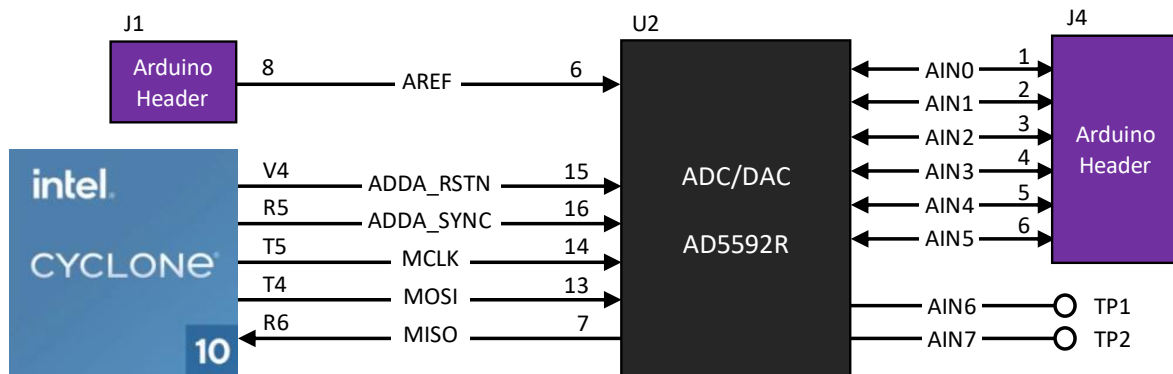 J1
U2
J4
Arduino
Header
8
AREF
6
intel.
CYCLONE®
10
V4
ADDA_RSTN
15
R5
ADDA_SYNC
16
T5
MCLK
14
T4
MOSI
13
R6
MISO
7
ADC/DAC
AD5592R
AIN0
1
AIN1
2
AIN2
3
AIN3
4
AIN4
5
AIN5
6
Arduino
Header
AIN6
TP1
AIN7
TP2